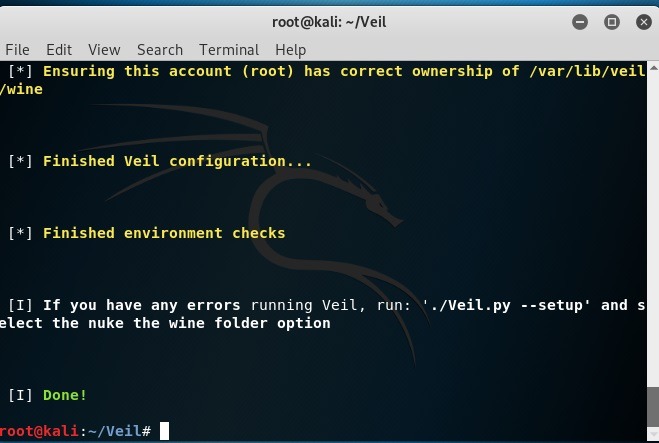 root@kali: ~/Veil
File Edit View Search Terminal Help
[*] Ensuring this account (root) has correct ownership of /var/lib/veil
/wine
[*] Finished Veil configuration...
[*] Finished environment checks
[I] If you have any errors running Veil, run: './Veil.py --setup' and s
elect the nuke the wine folder option
[I] Done!
root@kali:~/Veil#